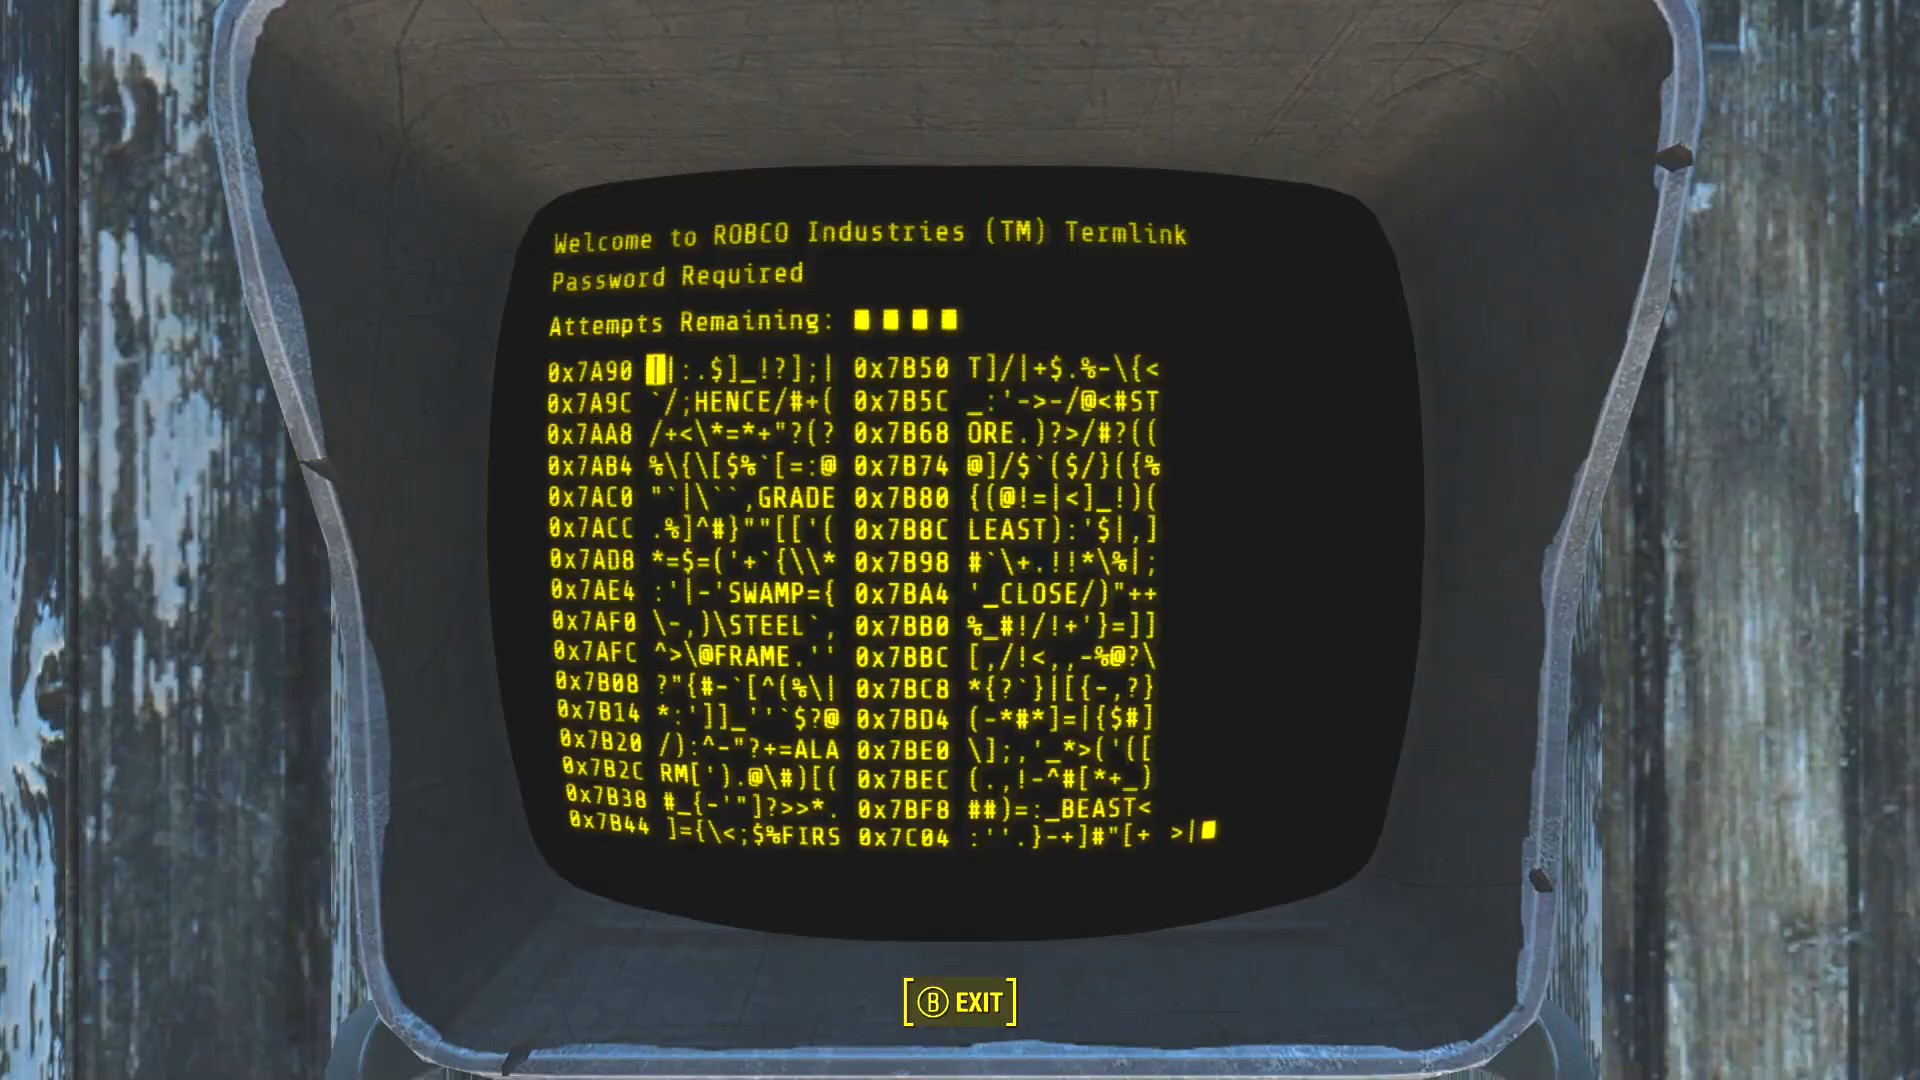 Welcome to ROBCO Industries (TM) Termlink
Password Required
Attempts Remaining: ■ ■ ■ ■
0x7A90 ||:.$]_!?];| 0x7B50 T]/|+$.%-\{<
0x7A9C `/;HENCE/#+( 0x7B5C _:'->-/@<#ST
0x7AA8 /+<\*=*+"?(? 0x7B68 ORE.)?>/#?((
0x7AB4 %\{\[$%`[=:@ 0x7B74 @]/$`($/}({%
0x7AC0 "`|\``,GRADE 0x7B80 {(@!=|<]_!)(
0x7ACC .%]^#}""[['( 0x7B8C LEAST):'$|,]
0x7AD8 *=$=('+`{\\* 0x7B98 #`\+.!!*\%|;
0x7AE4 :'|-'SWAMP={ 0x7BA4 '_CLOSE/)"++
0x7AF0 \-,)\STEEL`, 0x7BB0 %_#!/!+'}=]]
0x7AFC ^>\@FRAME.'' 0x7BBC [,/!<,,-%@?\
0x7B08 ?"{#-`[^(%\| 0x7BC8 *{?`}|[{-,?}
0x7B14 *:']]_''`$?@ 0x7BD4 (-*#*]=|{$#]
0x7B20 /):^-"?+=ALA 0x7BE0 \];,'_*>('([
0x7B2C RM['].@\#)[( 0x7BEC (.,!-^#[*+_)
0x7B38 #_{-'"]?>>*. 0x7BF8 ##)=:_BEAST<
0x7B44 ]={\<;$%FIRS 0x7C04 :''.}-+]#"[+ >|■
[Ⓑ EXIT]